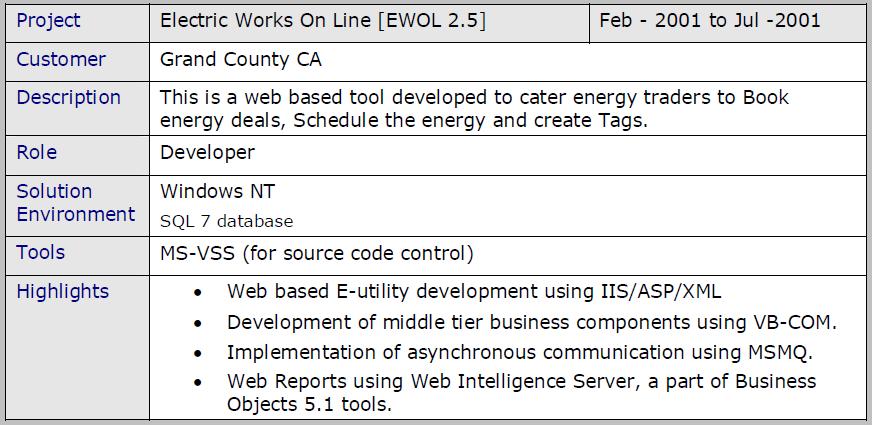 Project Electric Works On Line [EWOL 2.5] Feb - 2001 to Jul -2001
Customer Grand County CA
Description This is a web based tool developed to cater energy traders to Book
energy deals, Schedule the energy and create Tags.
Role Developer
Solution Windows NT
Environment SQL 7 database
Tools MS-VSS (for source code control)
Highlights • Web based E-utility development using IIS/ASP/XML
• Development of middle tier business components using VB-COM.
• Implementation of asynchronous communication using MSMQ.
• Web Reports using Web Intelligence Server, a part of Business
Objects 5.1 tools.